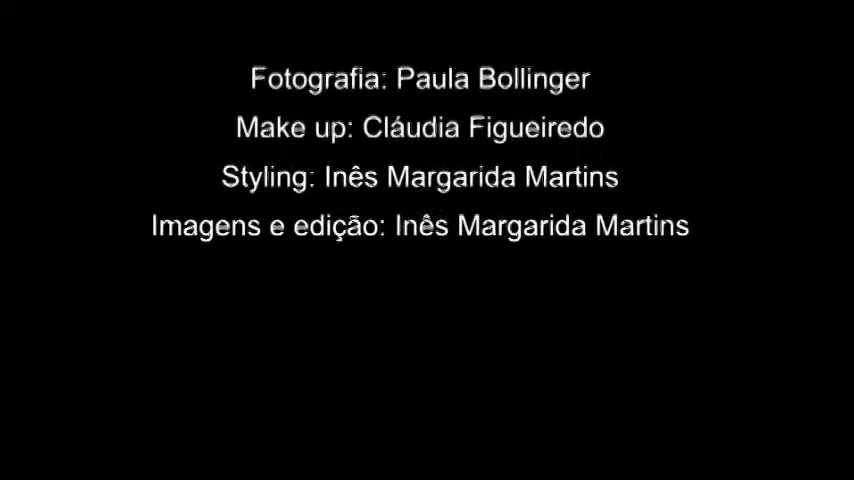 Fotografia: Paula Bollinger
Make up: Cláudia Figueiredo
Styling: Inês Margarida Martins
Imagens e edição: Inês Margarida Martins